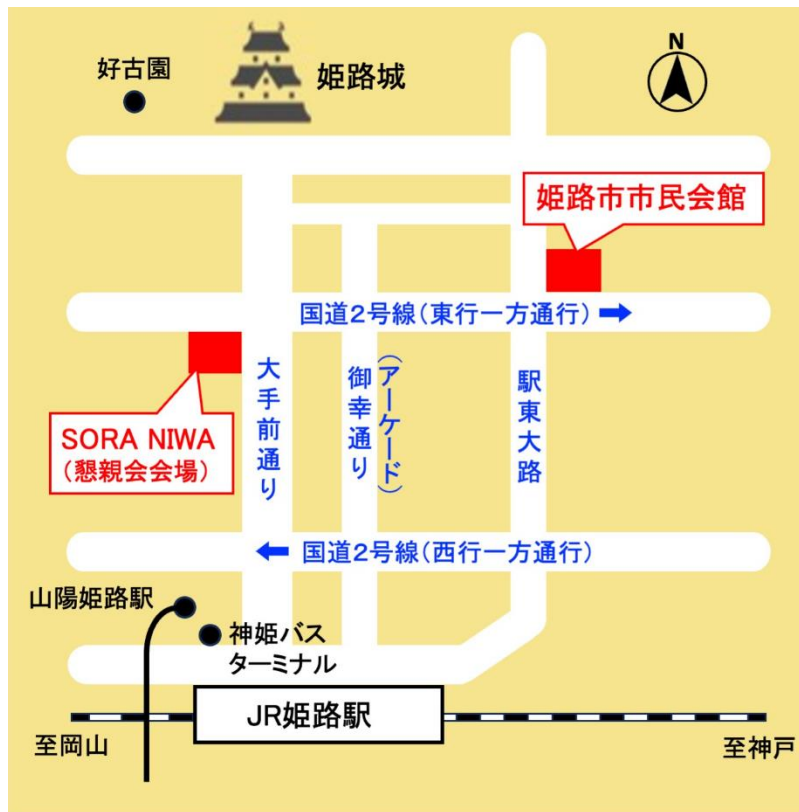 N
好古園
姫路城
姫路市市民会館
国道2号線(東行一方通行)
SORA NIWA
(懇親会会場)
大手前通り
御幸通り
(アーケード)
駅東大路
国道2号線(西行一方通行)
山陽姫路駅
神姫バス
ターミナル
JR姫路駅
至岡山
至神戸